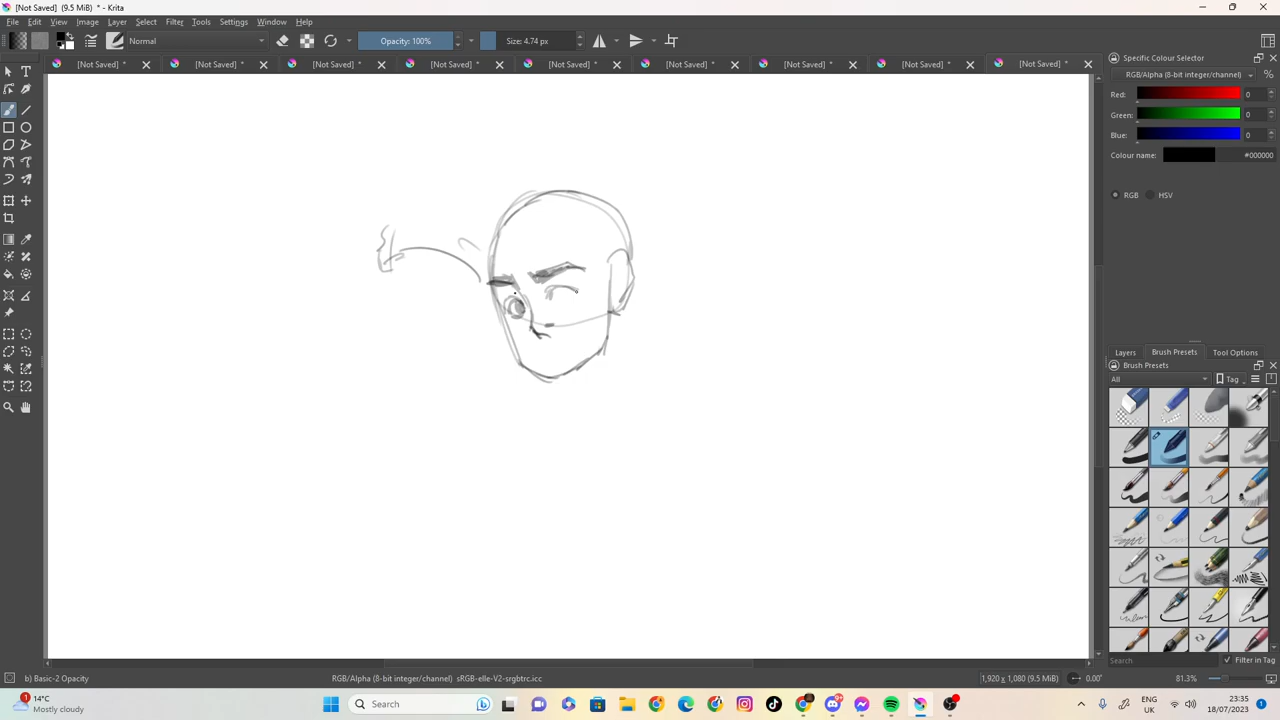 [Not Saved] (9.5 MiB) * - Krita
File Edit View Image Layer Select Filter Tools Settings Window Help
Normal Opacity: 100% Size: 4.74 px
[Not Saved] * [Not Saved] * [Not Saved] * [Not Saved] * [Not Saved] * [Not Saved] * [Not Saved] * [Not Saved] * [Not Saved] *
Specific Colour Selector
RGB/Alpha (8-bit integer/channel) %
Red: 0
Green: 0
Blue: 0
Colour name: #000000
RGB HSV
Layers Brush Presets Tool Options
Brush Presets
All Tag
Search Filter in Tag
b) Basic-2 Opacity RGB/Alpha (8-bit integer/channel) sRGB-elle-V2-srgbtrc.icc 1,920 x 1,080 (9.5 MiB) 0.00° 81.3%
1 14°C
Mostly cloudy
Search
ENG
UK
23:35
18/07/2023